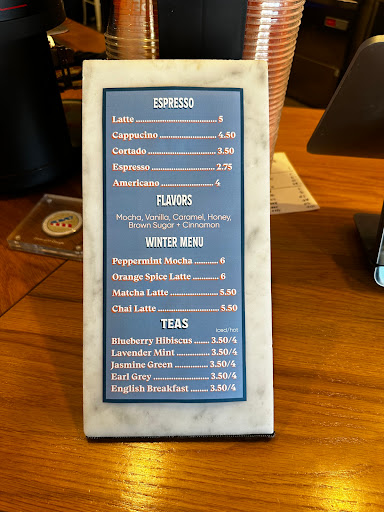 ESPRESSO
Latte ................................ 5
Cappucino ...................... 4.50
Cortado .......................... 3.50
Espresso ........................ 2.75
Americano .................... 4
FLAVORS
Mocha, Vanilla, Caramel, Honey,
Brown Sugar + Cinnamon
WINTER MENU
Peppermint Mocha .......... 6
Orange Spice Latte .......... 6
Matcha Latte .................. 5.50
Chai Latte ........................ 5.50
TEAS
iced/hot
Blueberry Hibiscus ...... 3.50/4
Lavender Mint ............. 3.50/4
Jasmine Green ............. 3.50/4
Earl Grey ...................... 3.50/4
English Breakfast ........ 3.50/4